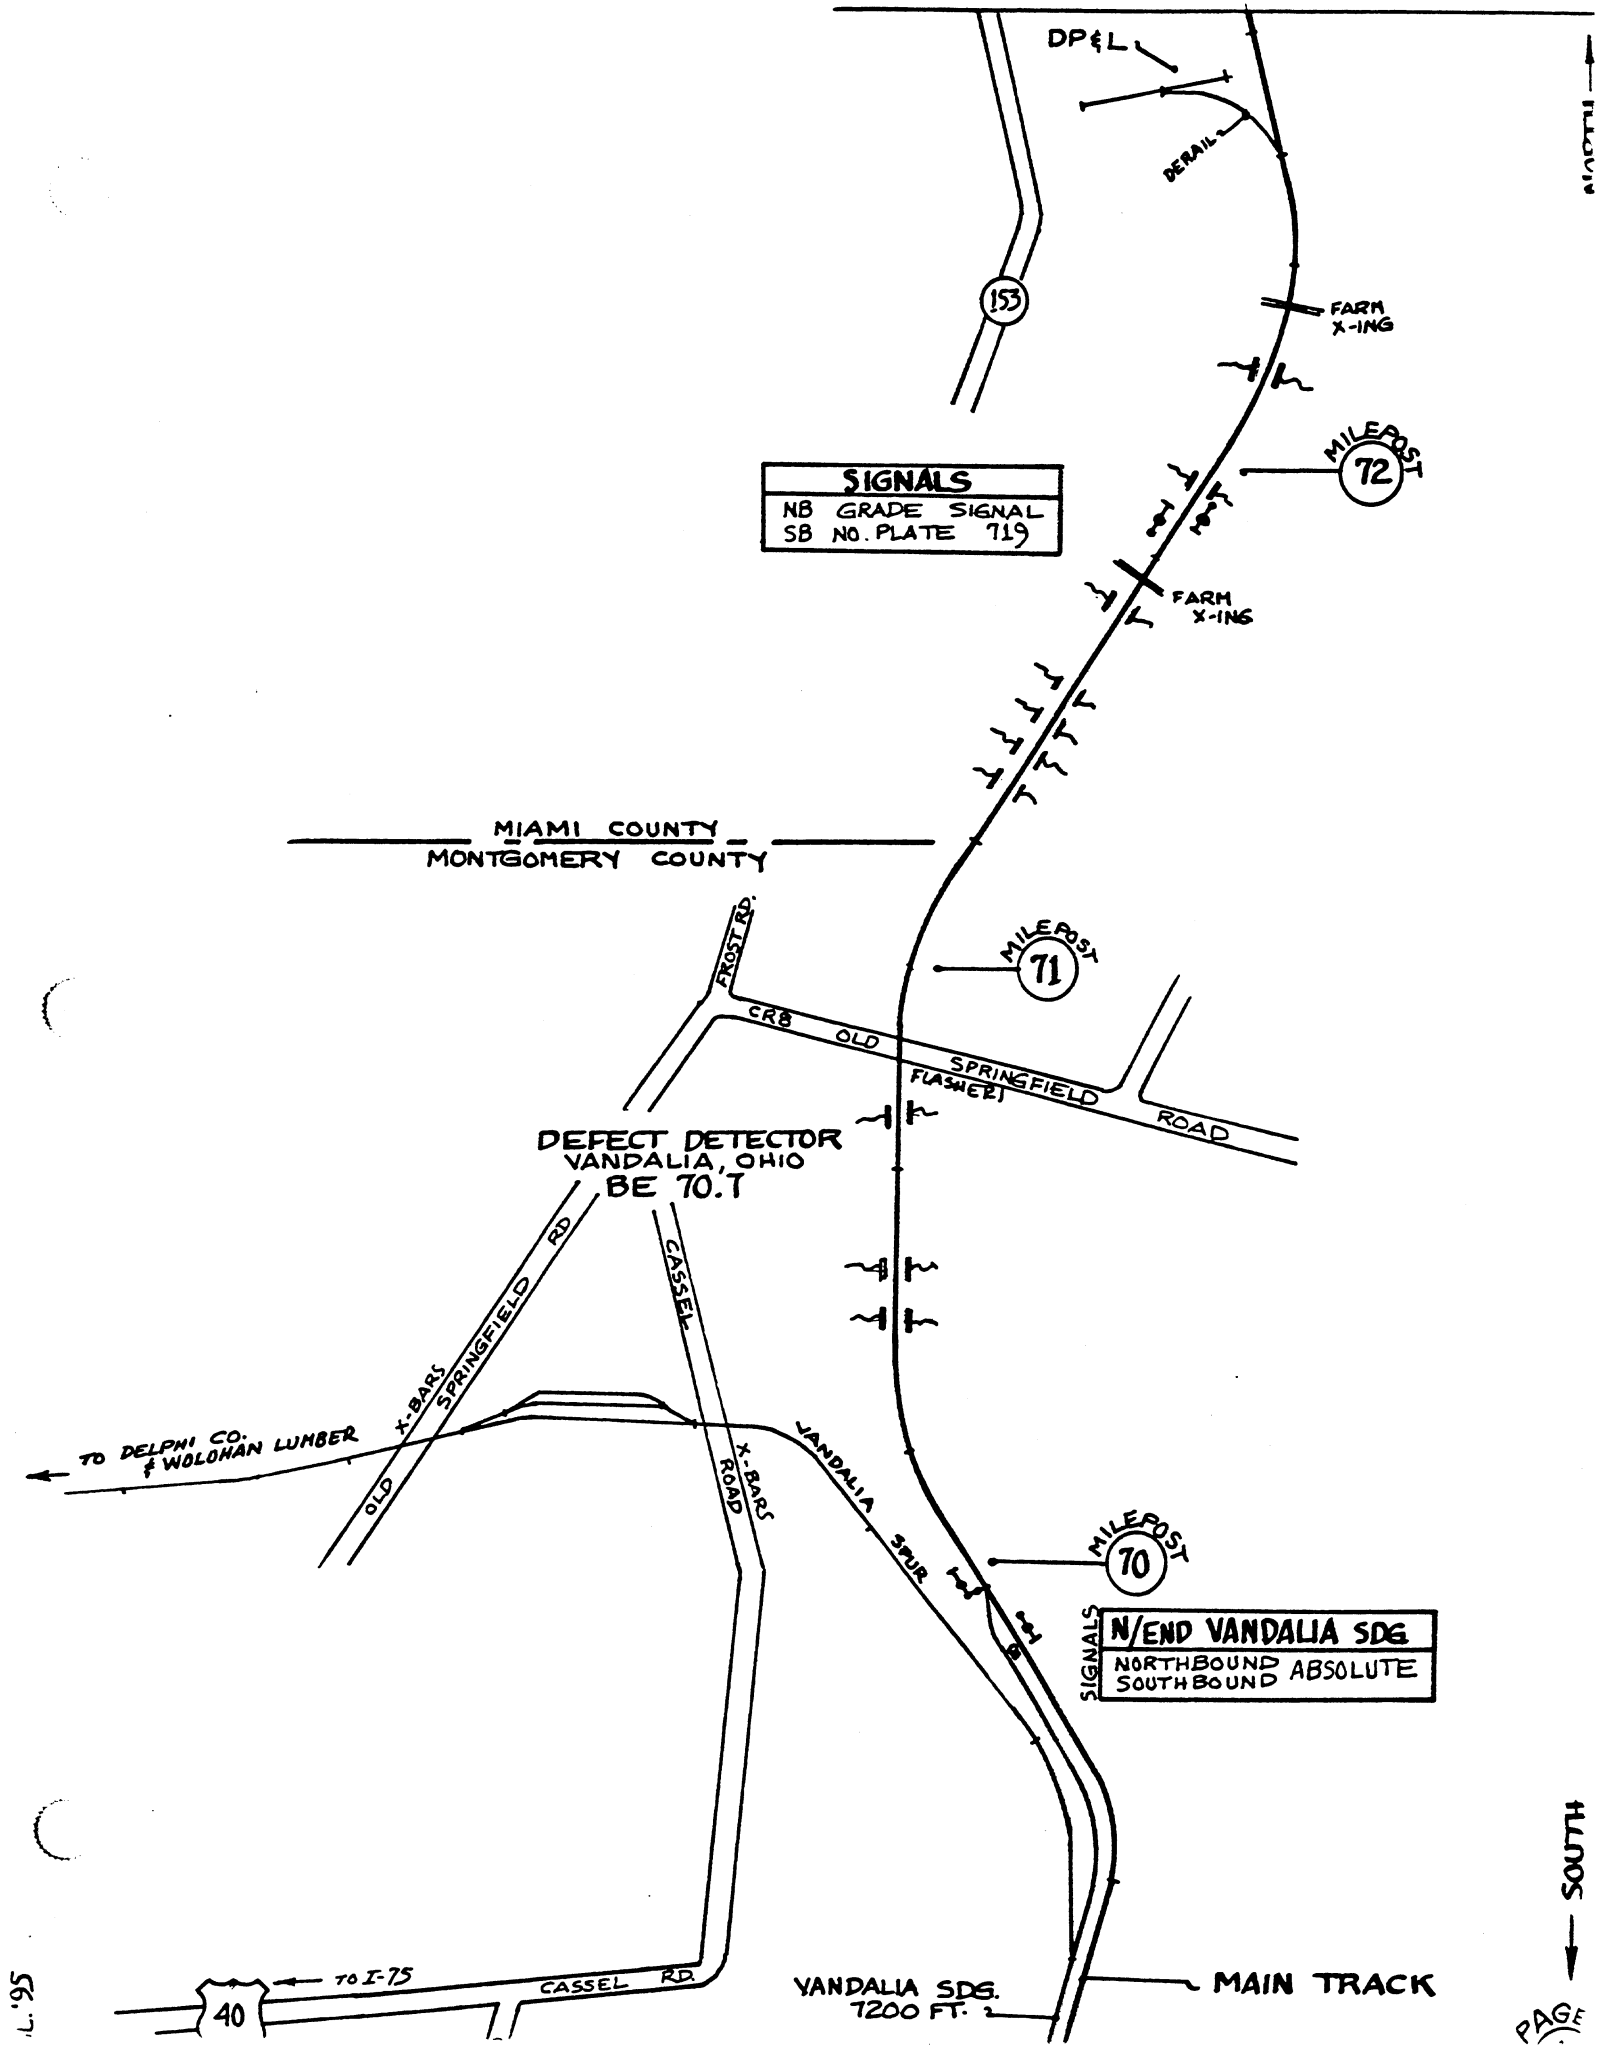 DP&L
NORTH
DERAIL
153
FARM
X-ING
MILEPOST
72
SIGNALS
NB GRADE SIGNAL
SB NO. PLATE 719
FARM
X-ING
MIAMI COUNTY
MONTGOMERY COUNTY
FROST RD.
MILEPOST
71
CR8 OLD SPRINGFIELD ROAD
FLASHERS
DEFECT DETECTOR
VANDALIA, OHIO
BE 70.7
OLD SPRINGFIELD RD
CASSEL ROAD
X-BARS
X-BARS
TO DELPHI CO.
& WOLOHAN LUMBER
VANDALIA SPUR
MILEPOST
70
SIGNALS
N/END VANDALIA SDG
NORTHBOUND ABSOLUTE
SOUTHBOUND
SOUTH
TO I-75
CASSEL RD.
40
VANDALIA SDG.
7200 FT.
MAIN TRACK
L.'95
PAGE